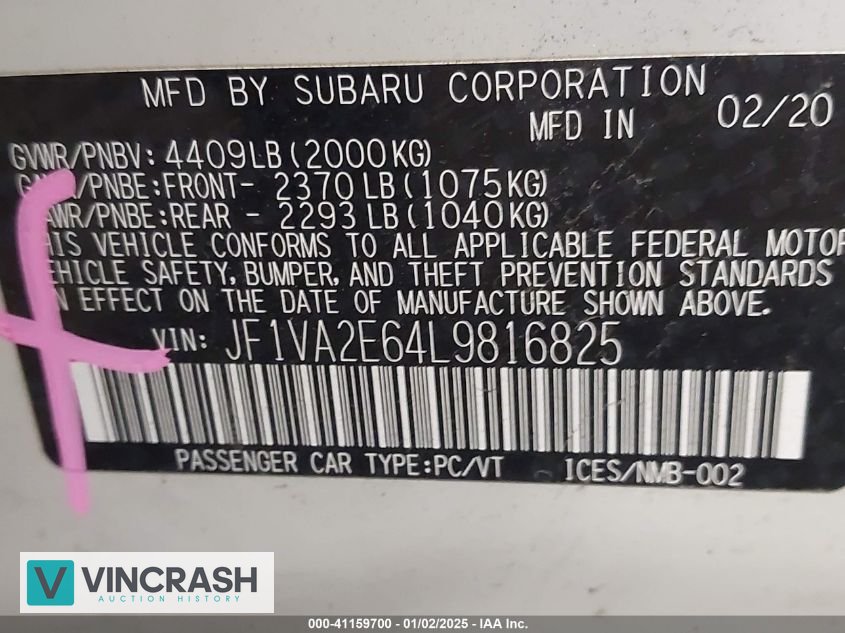 MFD BY SUBARU CORPORATION
MFD IN 02/20
GVWR/PNBV: 4409LB (2000KG)
/PNBE:FRONT- 2370 LB (1075KG)
AWR/PNBE:REAR - 2293 LB (1040KG)
HIS VEHICLE CONFORMS TO ALL APPLICABLE FEDERAL MOTOR
EHICLE SAFETY, BUMPER, AND THEFT PREVENTION STANDARDS
N EFFECT ON THE DATE OF MANUFACTURE SHOWN ABOVE.
VIN: JF1VA2E64L9816825
PASSENGER CAR TYPE:PC/VT ICES/NMB-002
V VINCRASH
AUCTION HISTORY
000-41159700 - 01/02/2025 - IAA Inc.